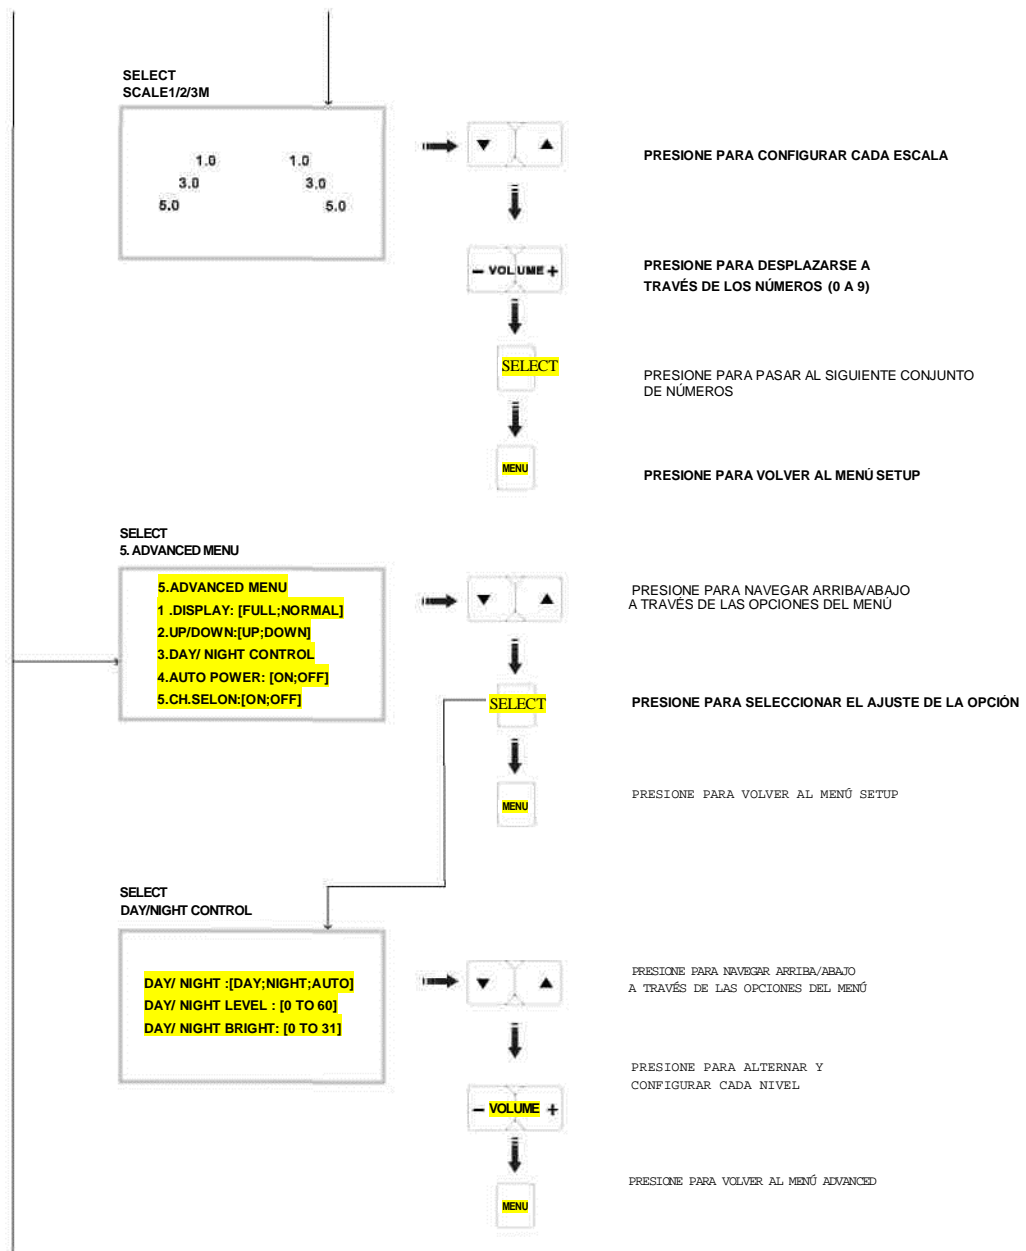 SELECT
SCALE1/2/3M
1.0 1.0
3.0 3.0
5.0 5.0
▼ ▲
PRESIONE PARA CONFIGURAR CADA ESCALA
– VOLUME +
PRESIONE PARA DESPLAZARSE A
TRAVÉS DE LOS NÚMEROS (0 A 9)
SELECT
PRESIONE PARA PASAR AL SIGUIENTE CONJUNTO
DE NÚMEROS
MENU
PRESIONE PARA VOLVER AL MENÚ SETUP
SELECT
5. ADVANCED MENU
5.ADVANCED MENU
1 .DISPLAY: [FULL;NORMAL]
2.UP/DOWN:[UP;DOWN]
3.DAY/ NIGHT CONTROL
4.AUTO POWER: [ON;OFF]
5.CH.SELON:[ON;OFF]
▼ ▲
PRESIONE PARA NAVEGAR ARRIBA/ABAJO
A TRAVÉS DE LAS OPCIONES DEL MENÚ
SELECT
PRESIONE PARA SELECCIONAR EL AJUSTE DE LA OPCIÓN
MENU
PRESIONE PARA VOLVER AL MENÚ SETUP
SELECT
DAY/NIGHT CONTROL
DAY/ NIGHT :[DAY;NIGHT;AUTO]
DAY/ NIGHT LEVEL : [0 TO 60]
DAY/ NIGHT BRIGHT: [0 TO 31]
▼ ▲
PRESIONE PARA NAVEGAR ARRIBA/ABAJO
A TRAVÉS DE LAS OPCIONES DEL MENÚ
PRESIONE PARA ALTERNAR Y
CONFIGURAR CADA NIVEL
– VOLUME +
PRESIONE PARA VOLVER AL MENÚ ADVANCED
MENU